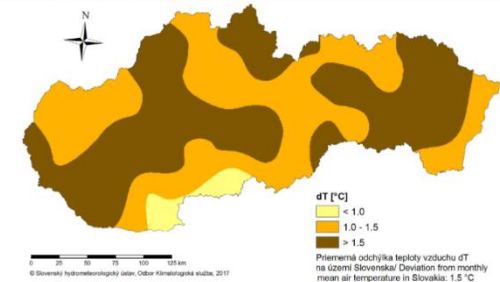 N
dT [°C]
< 1.0
1.0 - 1.5
> 1.5
0 25 50 75 100 125 km
© Slovenský hydrometeorologický ústav, Odbor Klimatologická služba, 2017
Priemerná odchýlka teploty vzduchu dT
na území Slovenska/ Deviation from monthly
mean air temperature in Slovakia: 1.5 °C